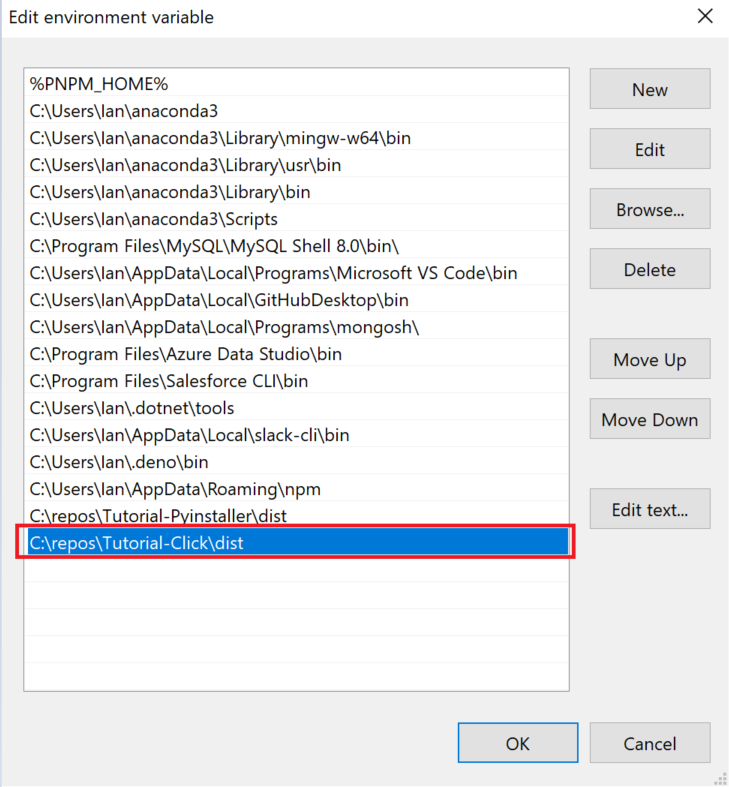 Edit environment variable
%PNPM_HOME%
C:\Users\Ian\anaconda3
C:\Users\Ian\anaconda3\Library\mingw-w64\bin
C:\Users\Ian\anaconda3\Library\usr\bin
C:\Users\Ian\anaconda3\Library\bin
C:\Users\Ian\anaconda3\Scripts
C:\Program Files\MySQL\MySQL Shell 8.0\bin\
C:\Users\Ian\AppData\Local\Programs\Microsoft VS Code\bin
C:\Users\Ian\AppData\Local\GitHubDesktop\bin
C:\Users\Ian\AppData\Local\Programs\mongosh\
C:\Program Files\Azure Data Studio\bin
C:\Program Files\Salesforce CLI\bin
C:\Users\Ian\.dotnet\tools
C:\Users\Ian\AppData\Local\slack-cli\bin
C:\Users\Ian\.deno\bin
C:\Users\Ian\AppData\Roaming\npm
C:\repos\Tutorial-Pyinstaller\dist
C:\repos\Tutorial-Click\dist
New
Edit
Browse...
Delete
Move Up
Move Down
Edit text...
OK
Cancel